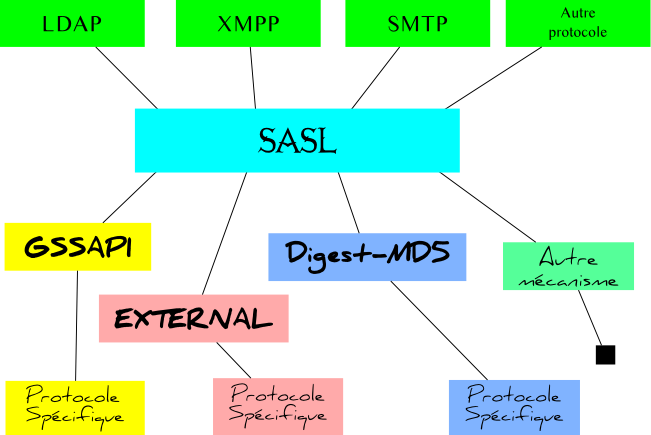 LDAP
XMPP
SMTP
Autre
protocole
SASL
GSSAPI
Digest-MD5
Autre
mécanisme
EXTERNAL
Protocole
Spécifique
Protocole
Spécifique
Protocole
Spécifique